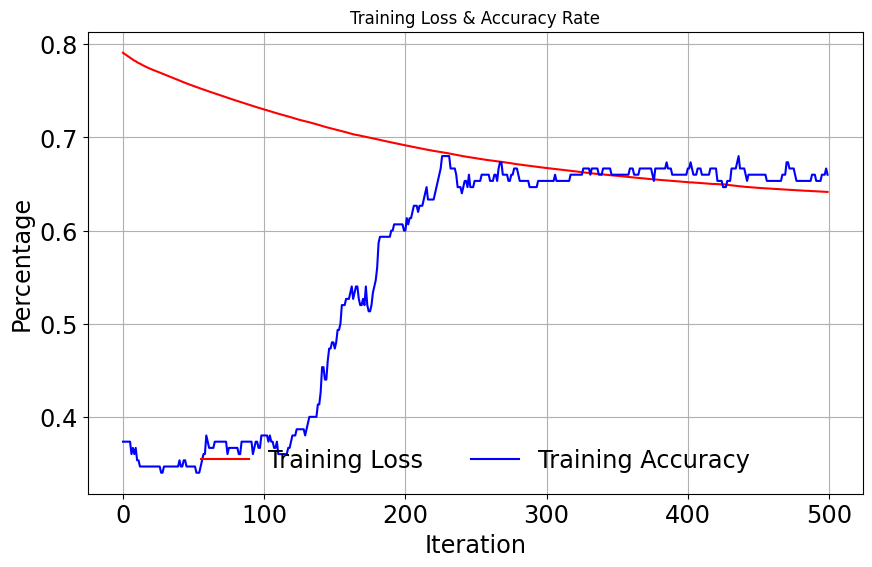 Training Loss & Accuracy Rate
0.8
0.7
0.6
0.5
0.4
Percentage
Training Loss
Training Accuracy
0 100 200 300 400 500
Iteration